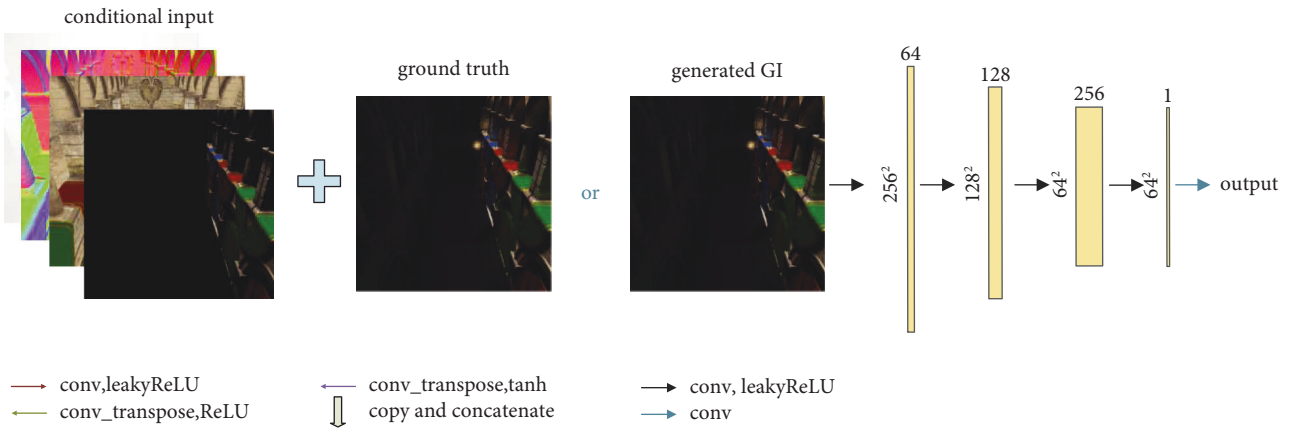 conditional input
ground truth
generated GI
or
64
256²
128
128²
256
64²
1
64²
output
conv,leakyReLU
conv_transpose,ReLU
conv_transpose,tanh
copy and concatenate
conv, leakyReLU
conv